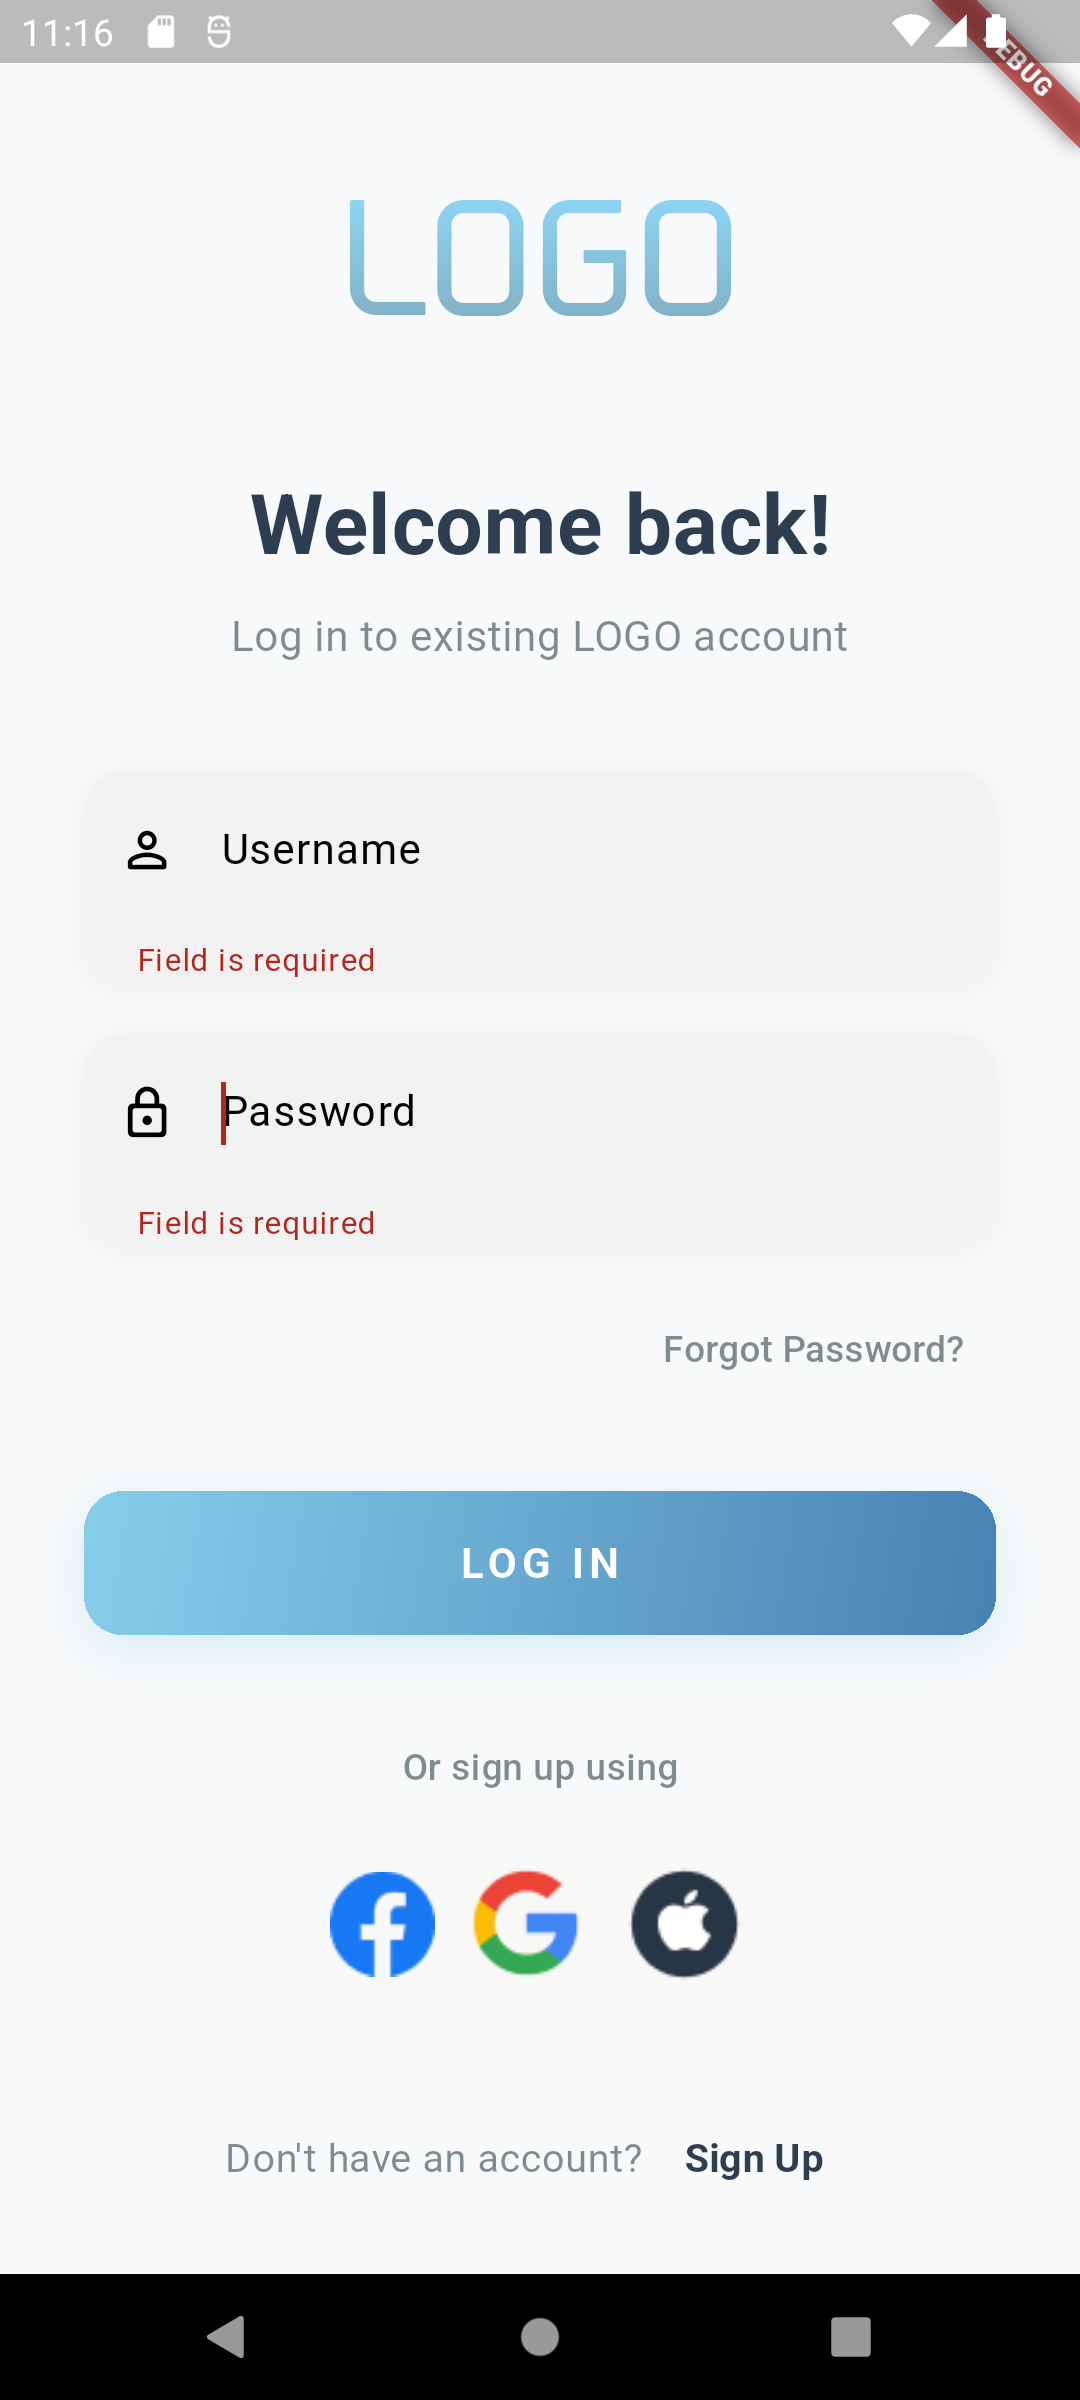 11:16
EBUG
LOGO
Welcome back!
Log in to existing LOGO account
Username
Field is required
Password
Field is required
Forgot Password?
LOG IN
Or sign up using
Don't have an account? Sign Up